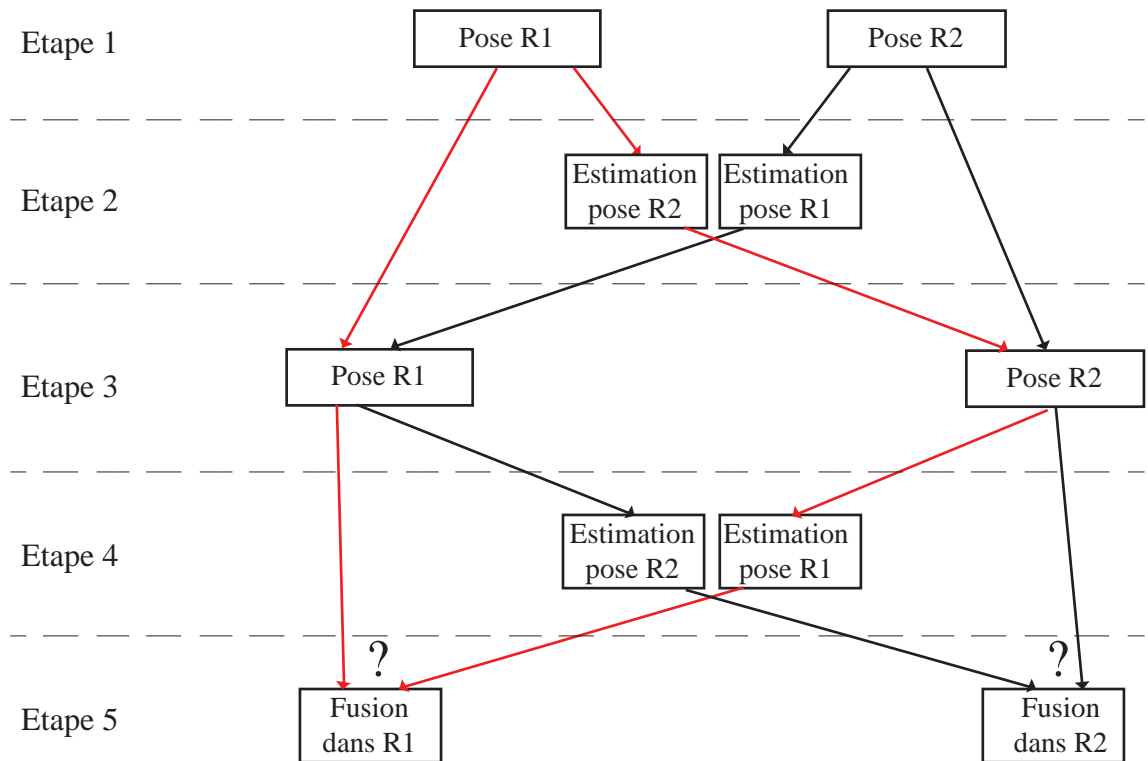 Etape 1
Pose R1
Pose R2
Etape 2
Estimation
pose R2
Estimation
pose R1
Etape 3
Pose R1
Pose R2
Etape 4
Estimation
pose R2
Estimation
pose R1
Etape 5
?
Fusion
dans R1
?
Fusion
dans R2